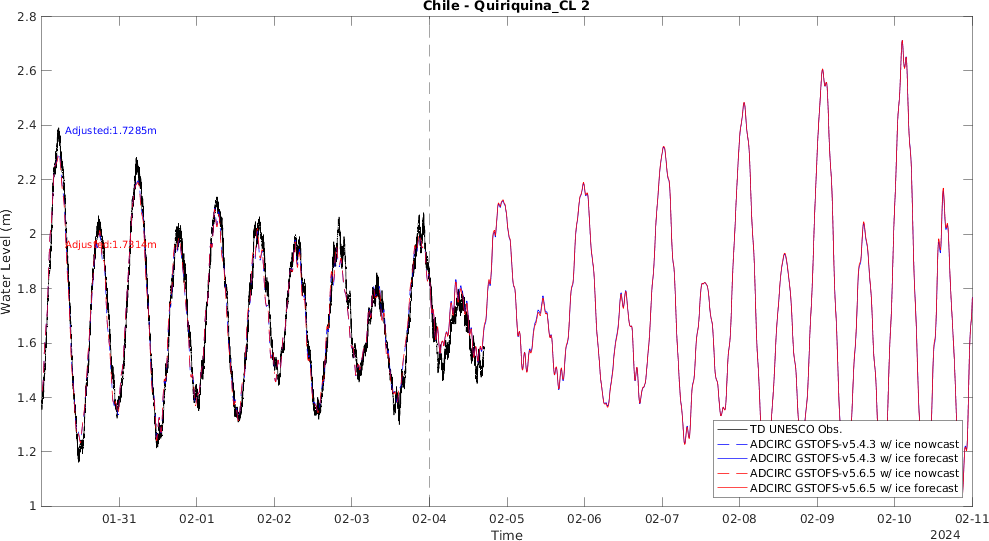 Chile - Quiriquina_CL 2
2.8
2.6
2.4
2.2
2
1.8
1.6
1.4
1.2
1
Water Level (m)
Adjusted:1.7285m
Adjusted:1.7314m
TD UNESCO Obs.
ADCIRC GSTOFS-v5.4.3 w/ ice nowcast
ADCIRC GSTOFS-v5.4.3 w/ ice forecast
ADCIRC GSTOFS-v5.6.5 w/ ice nowcast
ADCIRC GSTOFS-v5.6.5 w/ ice forecast
01-31 02-01 02-02 02-03 02-04 02-05 02-06 02-07 02-08 02-09 02-10 02-11
Time
2024